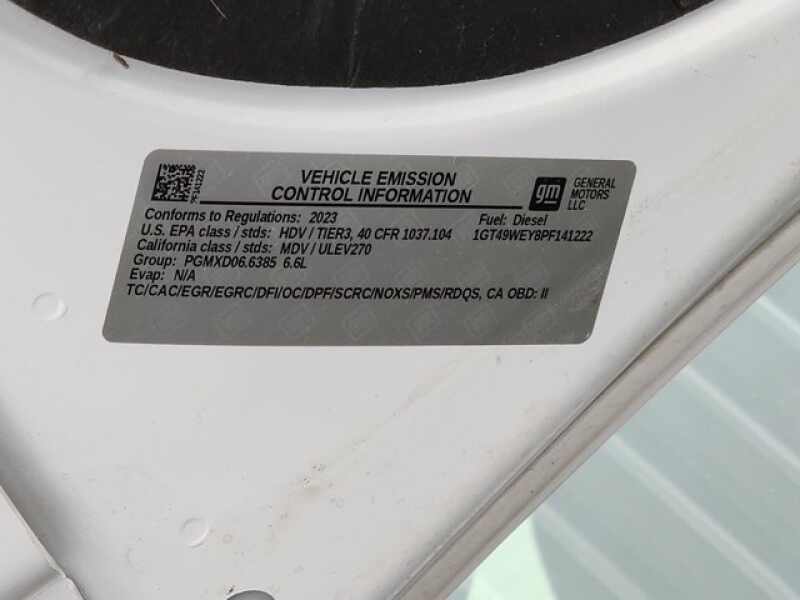 PF141222
VEHICLE EMISSION
CONTROL INFORMATION
gm
GENERAL
MOTORS
LLC
Conforms to Regulations: 2023
Fuel: Diesel
U.S. EPA class / stds: HDV / TIER3, 40 CFR 1037.104
1GT49WEY8PF141222
California class / stds: MDV / ULEV270
Group: PGMXD06.6385 6.6L
Evap: N/A
TC/CAC/EGR/EGRC/DFI/OC/DPF/SCRC/NOXS/PMS/RDQS, CA OBD: II